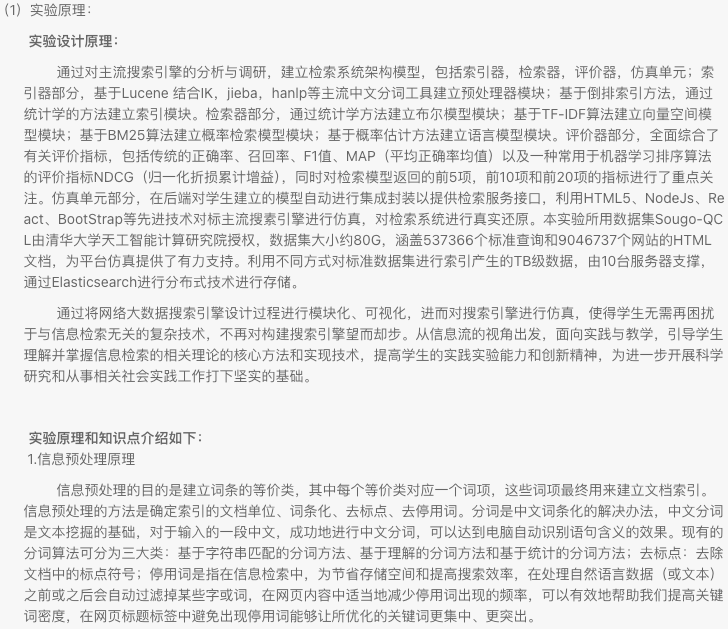 (1) 实验原理：
实验设计原理：
通过对主流搜索引擎的分析与调研，建立检索系统架构模型，包括索引器，检索器，评价器，仿真单元；索
引器部分，基于Lucene 结合IK，jieba，hanlp等主流中文分词工具建立预处理器模块；基于倒排索引方法，通过
统计学的方法建立索引模块。检索器部分，通过统计学方法建立布尔模型模块；基于TF-IDF算法建立向量空间模
型模块；基于BM25算法建立概率检索模型模块；基于概率估计方法建立语言模型模块。评价器部分，全面综合了
有关评价指标，包括传统的正确率、召回率、F1值、MAP（平均正确率均值）以及一种常用于机器学习排序算法
的评价指标NDCG（归一化折损累计增益），同时对检索模型返回的前5项，前10项和前20项的指标进行了重点关
注。仿真单元部分，在后端对学生建立的模型自动进行集成封装以提供检索服务接口，利用HTML5、NodeJs、Re
act、BootStrap等先进技术对标主流搜素引擎进行仿真，对检索系统进行真实还原。本实验所用数据集Sougo-QC
L由清华大学天工智能计算研究院授权，数据集大小约80G，涵盖537366个标准查询和9046737个网站的HTML
文档，为平台仿真提供了有力支持。利用不同方式对标准数据集进行索引产生的TB级数据，由10台服务器支撑，
通过Elasticsearch进行分布式技术进行存储。
通过将网络大数据搜索引擎设计过程进行模块化、可视化，进而对搜索引擎进行仿真，使得学生无需再困扰
于与信息检索无关的复杂技术，不再对构建搜索引擎望而却步。从信息流的视角出发，面向实践与教学，引导学生
理解并掌握信息检索的相关理论的核心方法和实现技术，提高学生的实践实验能力和创新精神，为进一步开展科学
研究和从事相关社会实践工作打下坚实的基础。
实验原理和知识点介绍如下：
1.信息预处理原理
信息预处理的目的是建立词条的等价类，其中每个等价类对应一个词项，这些词项最终用来建立文档索引。
信息预处理的方法是确定索引的文档单位、词条化、去标点、去停用词。分词是中文词条化的解决办法，中文分词
是文本挖掘的基础，对于输入的一段中文，成功地进行中文分词，可以达到电脑自动识别语句含义的效果。现有的
分词算法可分为三大类：基于字符串匹配的分词方法、基于理解的分词方法和基于统计的分词方法；去标点：去除
文档中的标点符号；停用词是指在信息检索中，为节省存储空间和提高搜索效率，在处理自然语言数据（或文本）
之前或之后会自动过滤掉某些字或词，在网页内容中适当地减少停用词出现的频率，可以有效地帮助我们提高关键
词密度，在网页标题标签中避免出现停用词能够让所优化的关键词更集中、更突出。